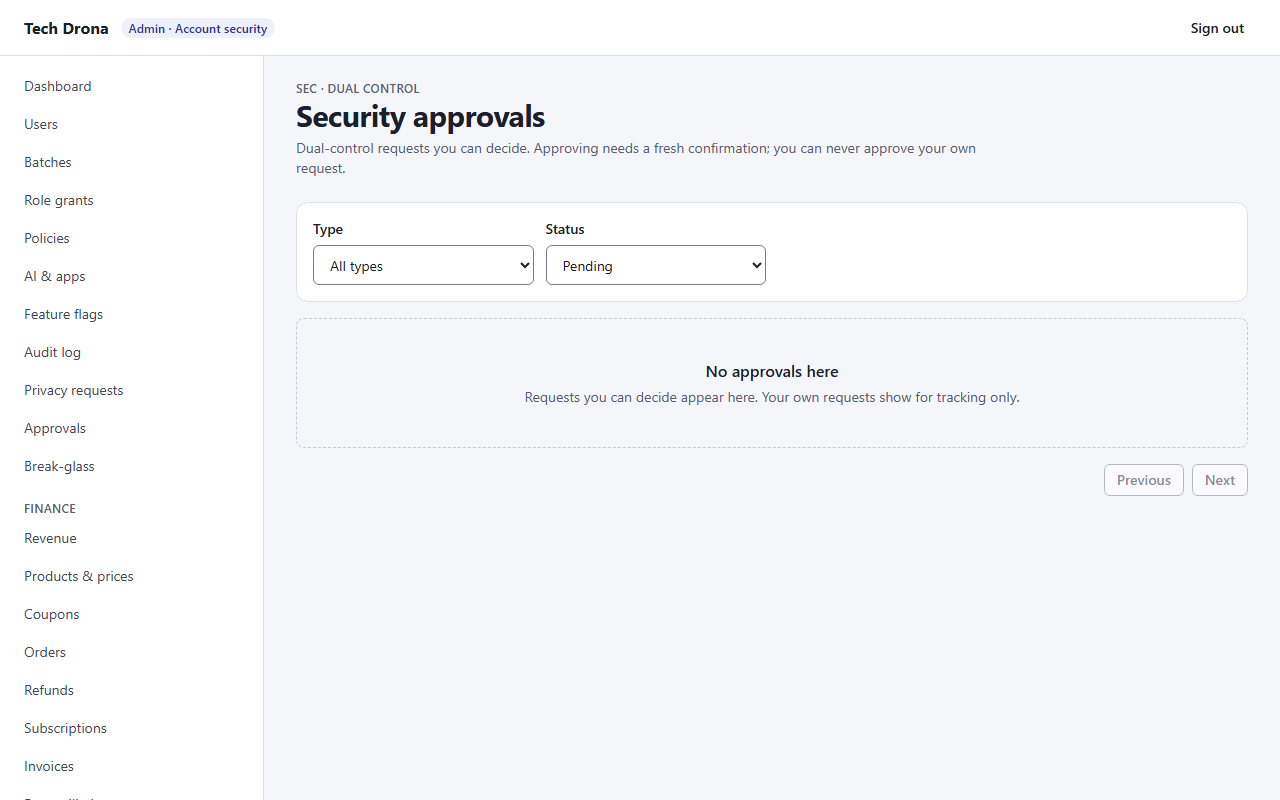 Tech Drona
Admin · Account security
Sign out
Dashboard
Users
Batches
Role grants
Policies
AI & apps
Feature flags
Audit log
Privacy requests
Approvals
Break-glass
FINANCE
Revenue
Products & prices
Coupons
Orders
Refunds
Subscriptions
Invoices
SEC · DUAL CONTROL
Security approvals
Dual-control requests you can decide. Approving needs a fresh confirmation; you can never approve your own
request.
Type
Status
All types
Pending
No approvals here
Requests you can decide appear here. Your own requests show for tracking only.
Previous
Next